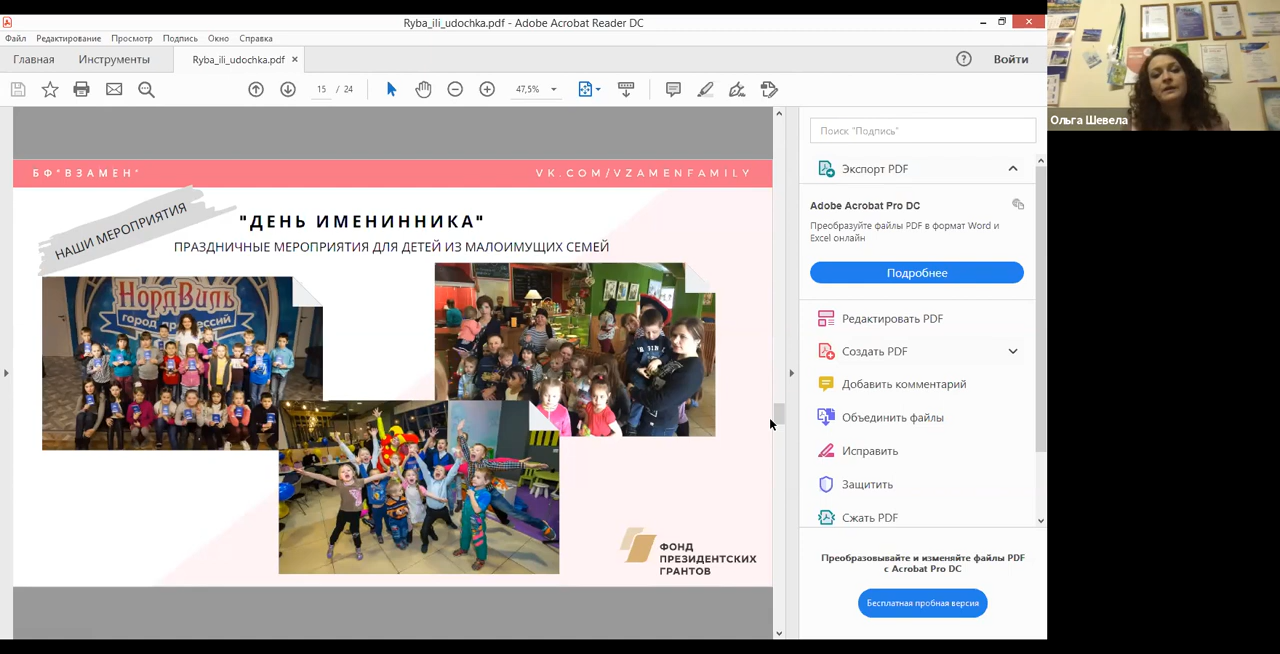 Ryba_ili_udochka.pdf - Adobe Acrobat Reader DC
Файл Редактирование Просмотр Подпись Окно Справка
Главная Инструменты Ryba_ili_udochka.pdf × Войти
15 / 24 47,5%
Поиск "Подпись"
Экспорт PDF
Adobe Acrobat Pro DC
Преобразуйте файлы PDF в формат Word и
Excel онлайн
Подробнее
Редактировать PDF
Создать PDF
Добавить комментарий
Объединить файлы
Исправить
Защитить
Сжать PDF
Преобразовывайте и изменяйте файлы PDF
с Acrobat Pro DC
Бесплатная пробная версия
БФ"ВЗАМЕН" VK.COM/VZAMENFAMILY
НАШИ МЕРОПРИЯТИЯ
"ДЕНЬ ИМЕНИННИКА"
ПРАЗДНИЧНЫЕ МЕРОПРИЯТИЯ ДЛЯ ДЕТЕЙ ИЗ МАЛОИМУЩИХ СЕМЕЙ
НордВиль
город профессий
ФОНД
ПРЕЗИДЕНТСКИХ
ГРАНТОВ
Ольга Шевела